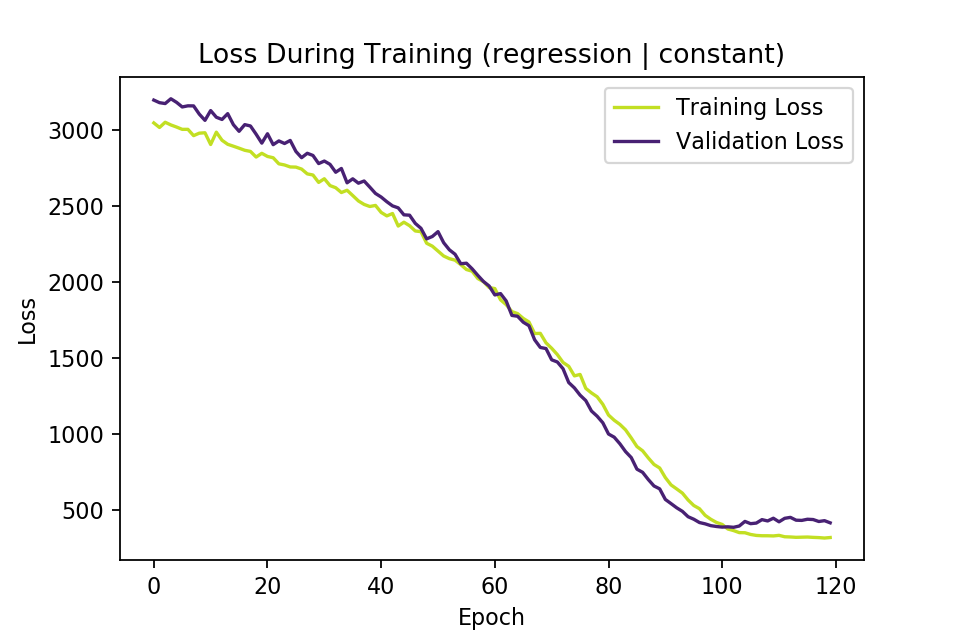 Loss During Training (regression | constant)
Training Loss
Validation Loss
3000
2500
2000
1500
1000
500
Loss
0 20 40 60 80 100 120
Epoch